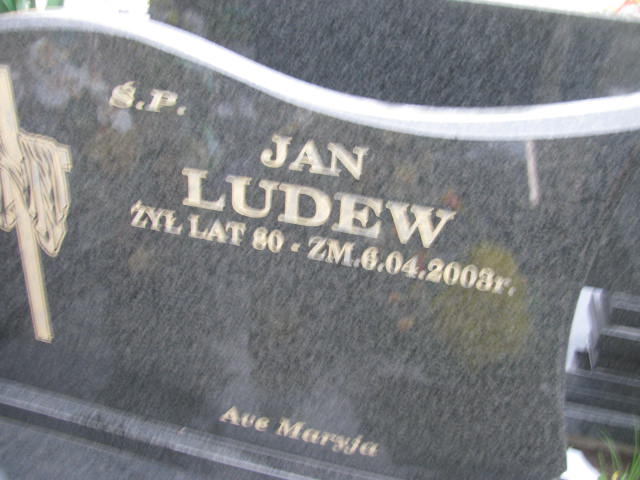 Ś.P.
JAN
LUDEW
ŻYŁ LAT 80 - ZM.6.04.2003r.
Ave Maryja